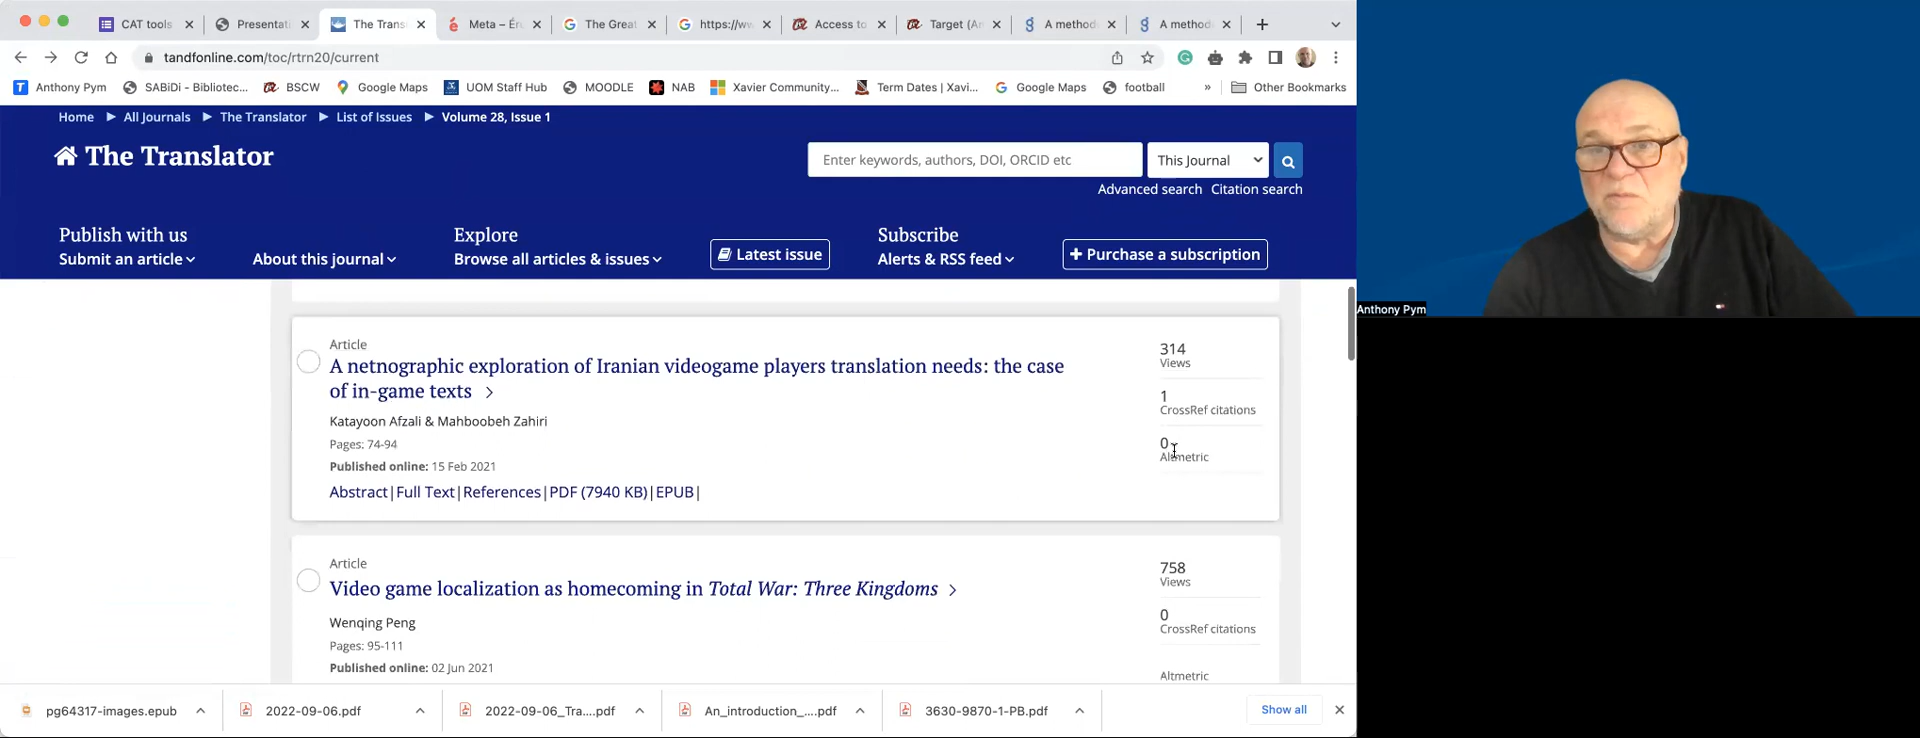 CAT tools
Presentati
The Trans
Meta – Éru
The Great
https://ww
Access to
Target (Am
A method
A method
tandfonline.com/toc/rtrn20/current
Anthony Pym
SABiDi - Bibliotec...
BSCW
Google Maps
UOM Staff Hub
MOODLE
NAB
Xavier Community...
Term Dates | Xavi...
Google Maps
football
»
Other Bookmarks
Home
All Journals
The Translator
List of Issues
Volume 28, Issue 1
The Translator
Enter keywords, authors, DOI, ORCID etc
This Journal
Advanced search
Citation search
Publish with us
Submit an article
About this journal
Explore
Browse all articles & issues
Latest issue
Subscribe
Alerts & RSS feed
+ Purchase a subscription
Article
A netnographic exploration of Iranian videogame players translation needs: the case
of in-game texts
Katayoon Afzali & Mahboobeh Zahiri
Pages: 74-94
Published online: 15 Feb 2021
Abstract|Full Text|References|PDF (7940 KB)|EPUB|
314
Views
1
CrossRef citations
0
Altmetric
Article
Video game localization as homecoming in Total War: Three Kingdoms
Wenqing Peng
Pages: 95-111
Published online: 02 Jun 2021
758
Views
0
CrossRef citations
Altmetric
pg64317-images.epub
2022-09-06.pdf
2022-09-06_Tra....pdf
An_introduction_....pdf
3630-9870-1-PB.pdf
Show all
Anthony Pym